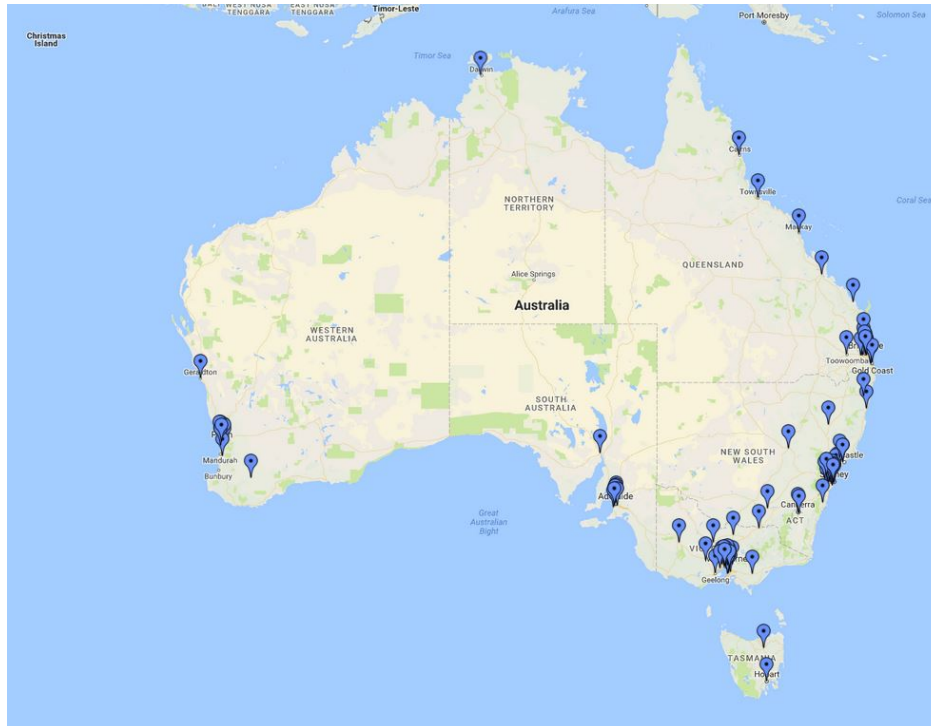 Timor-Leste
Arafura Sea
Port Moresby
Solomon Sea
Christmas
Island
Timor Sea
Darwin
Cairns
Townsville
Coral Sea
Mackay
NORTHERN
TERRITORY
QUEENSLAND
Alice Springs
Australia
WESTERN
AUSTRALIA
Toowoomba
Gold Coast
Geraldton
SOUTH
AUSTRALIA
NEW SOUTH
WALES
Mandurah
Bunbury
Sydney
Adelaide
Canberra
ACT
Great
Australian
Bight
Geelong
TASMANIA
Hobart